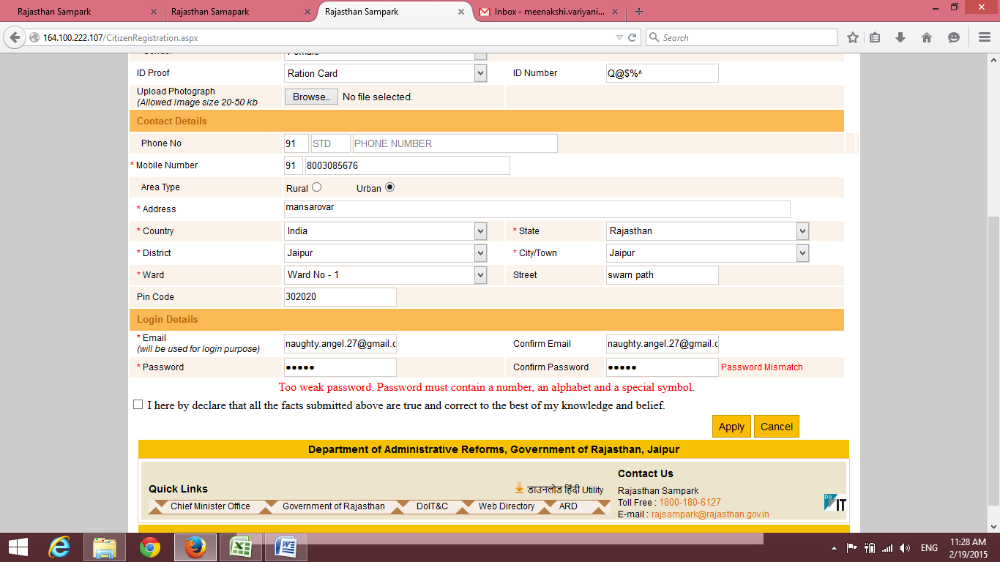 Rajasthan Sampark
Rajasthan Samapark
Rajasthan Sampark
Inbox - meenakshi.variyani...
164.100.222.107/CitizenRegistration.aspx
Search
ID Proof
Ration Card
ID Number
Q@$%^
Upload Photograph
(Allowed Image size 20-50 kb
Browse...
No file selected.
Contact Details
Phone No
91
STD
PHONE NUMBER
* Mobile Number
91
8003085676
Area Type
Rural
Urban
* Address
mansarovar
* Country
India
* State
Rajasthan
* District
Jaipur
* City/Town
Jaipur
* Ward
Ward No - 1
Street
swarn path
Pin Code
302020
Login Details
* Email
(will be used for login purpose)
naughty.angel.27@gmail.c
Confirm Email
naughty.angel.27@gmail.c
* Password
●●●●●
Confirm Password
●●●●●
Password Mismatch
Too weak password. Password must contain a number, an alphabet and a special symbol.
I here by declare that all the facts submitted above are true and correct to the best of my knowledge and belief.
Apply
Cancel
Department of Administrative Reforms, Government of Rajasthan, Jaipur
Quick Links
डाउनलोड हिंदी Utility
Chief Minister Office
Government of Rajasthan
DoIT&C
Web Directory
ARD
Contact Us
Rajasthan Sampark
Toll Free : 1800-180-6127
E-mail : rajsampark@rajasthan.gov.in
Do
IT
ENG
11:28 AM
2/19/2015